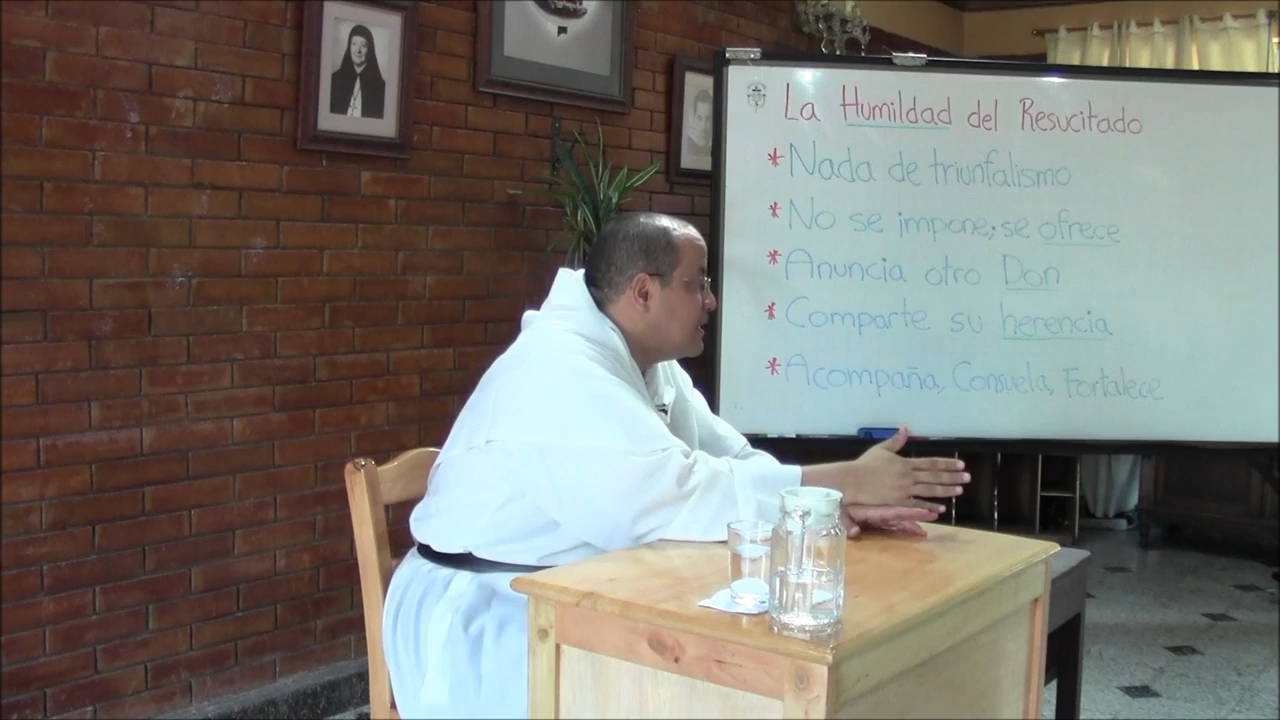 La Humildad del Resucitado
* Nada de triunfalismo
* No se impone, se ofrece
* Anuncia otro Don
* Comparte su herencia
* Acompaña, Consuela, Fortalece